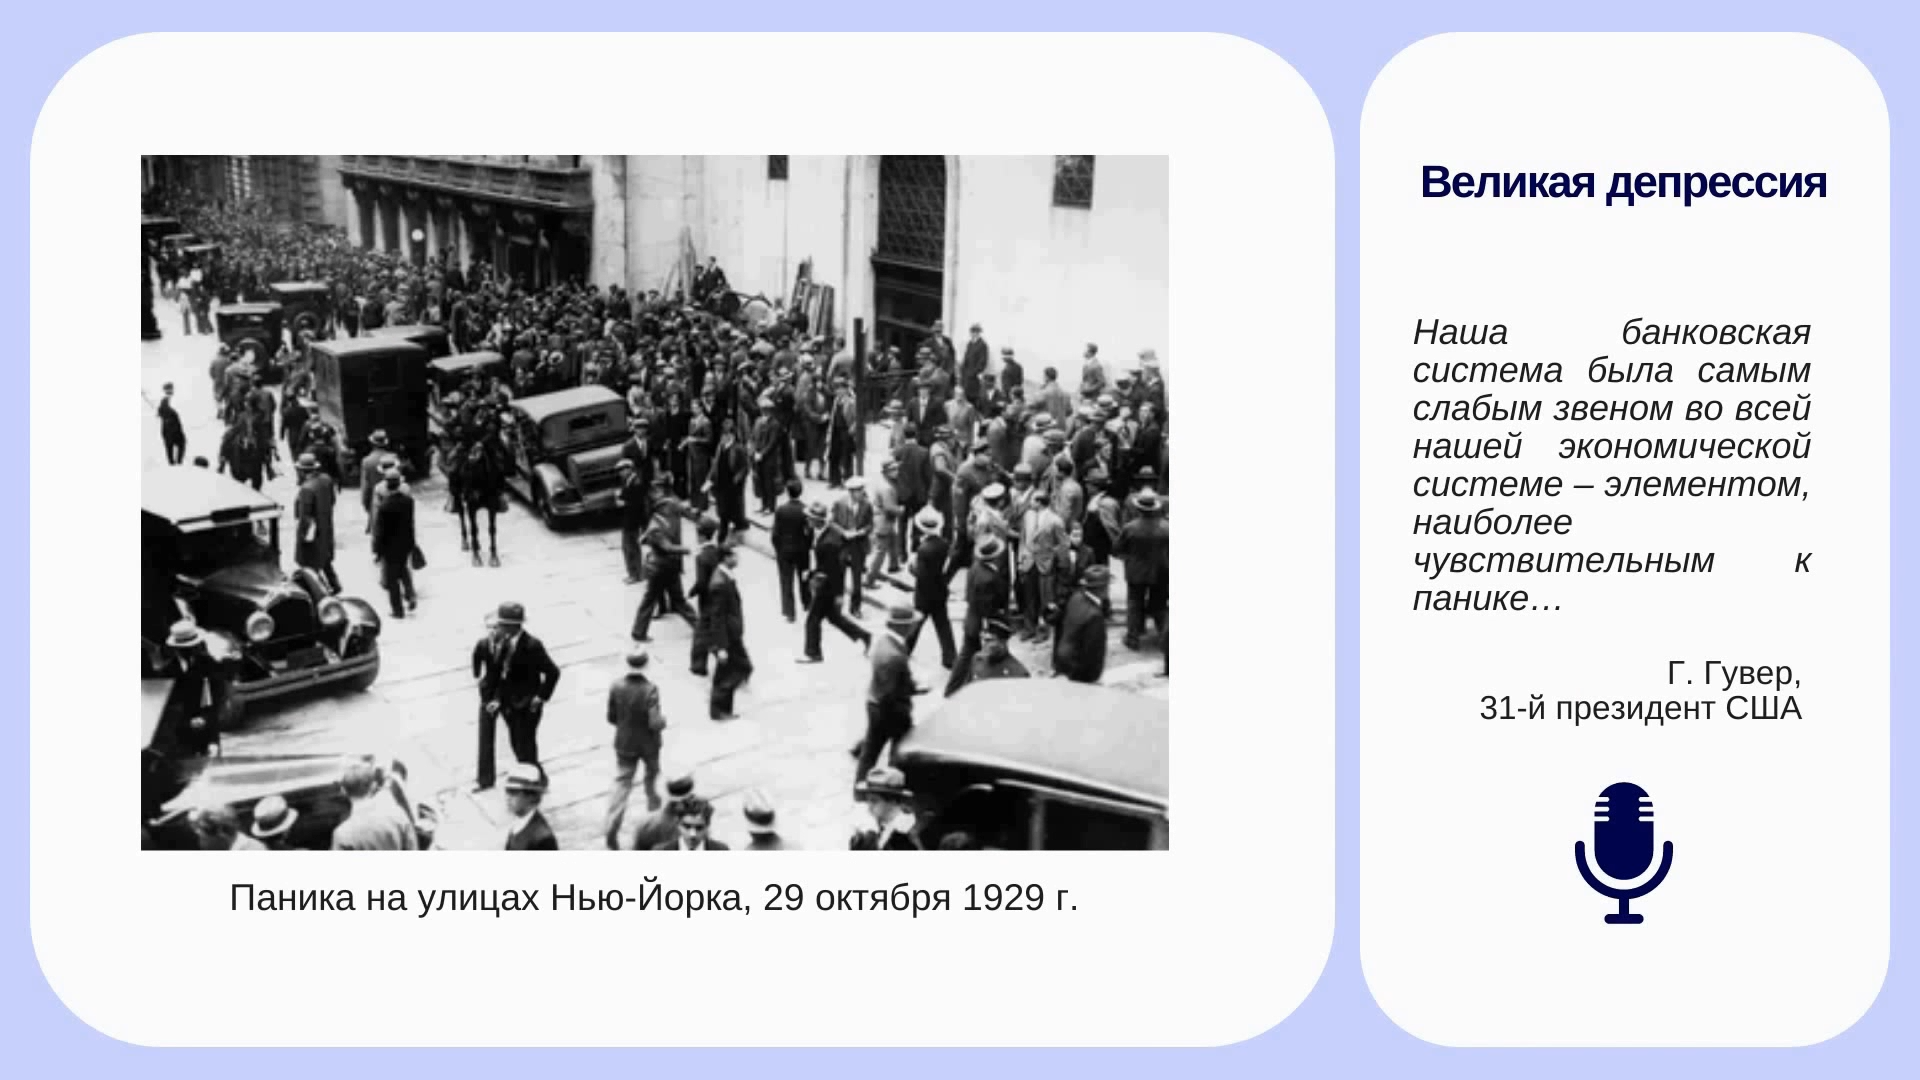 Великая депрессия
Наша банковская
система была самым
слабым звеном во всей
нашей экономической
системе – элементом,
наиболее
чувствительным к
панике…
Г. Гувер,
31-й президент США
Паника на улицах Нью-Йорка, 29 октября 1929 г.